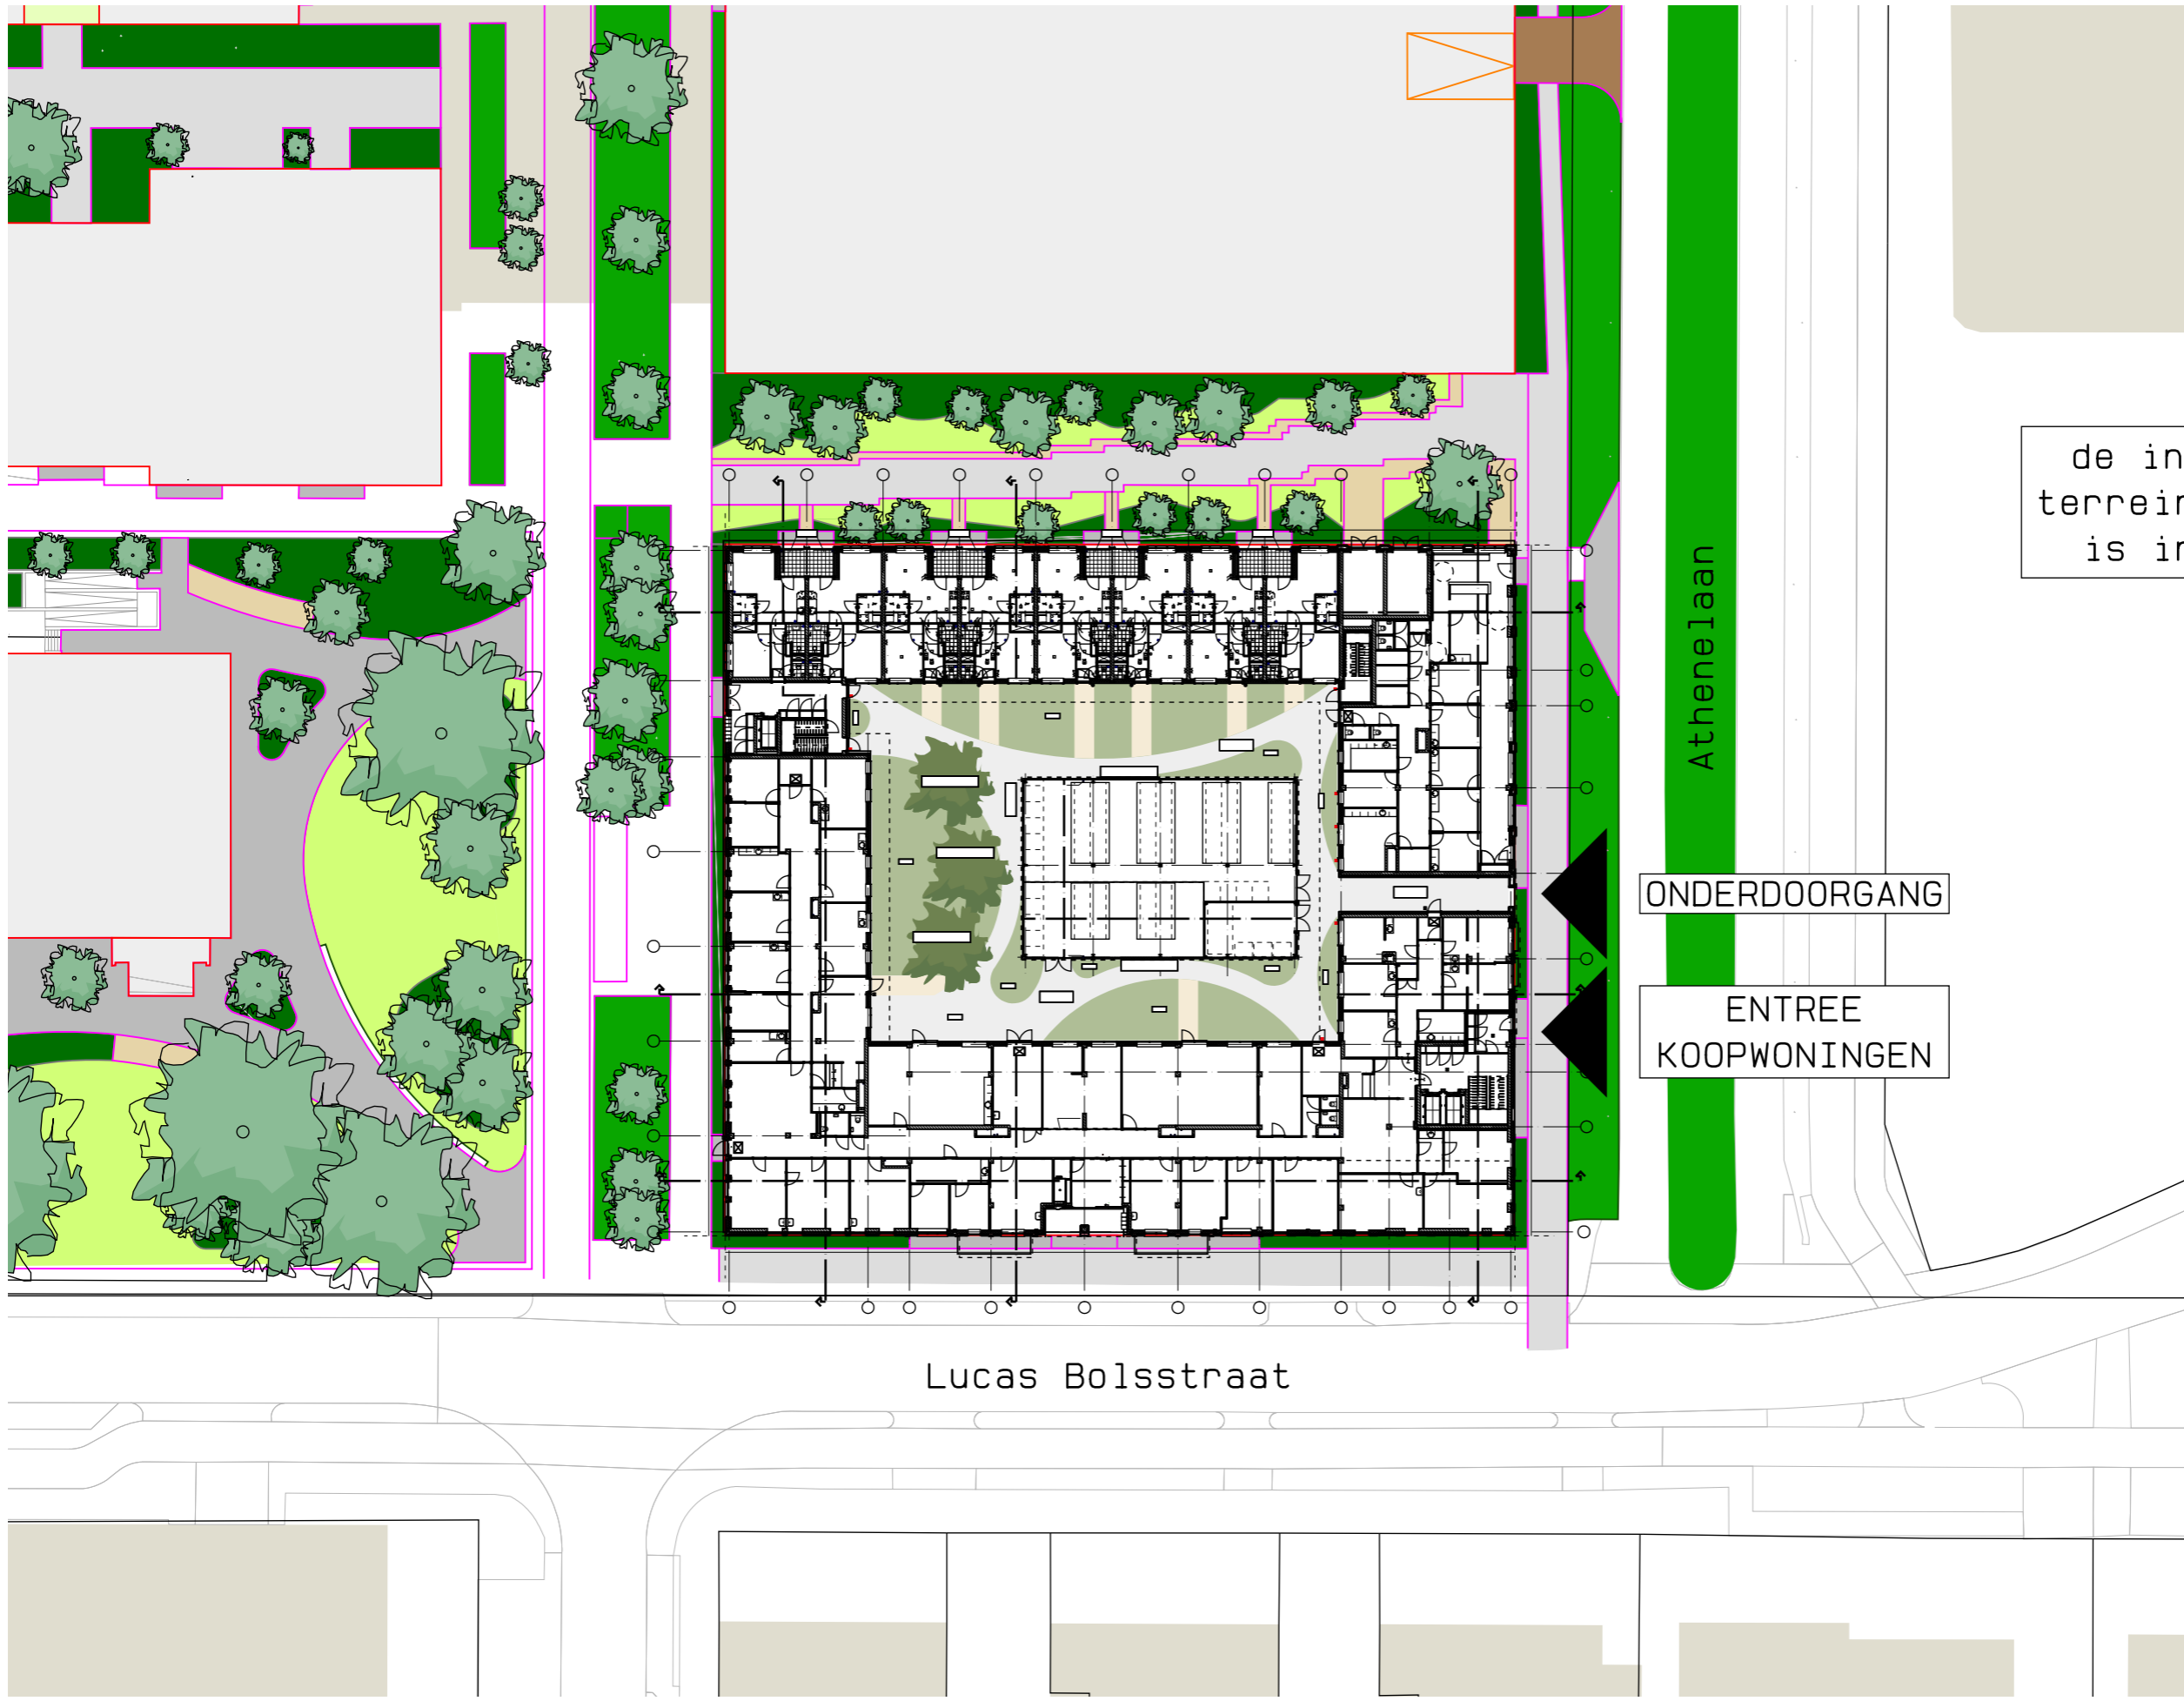 de in
terrein
is in
Athenelaan
ONDERDOORGANG
ENTREE
KOOPWONINGEN
Lucas Bolsstraat